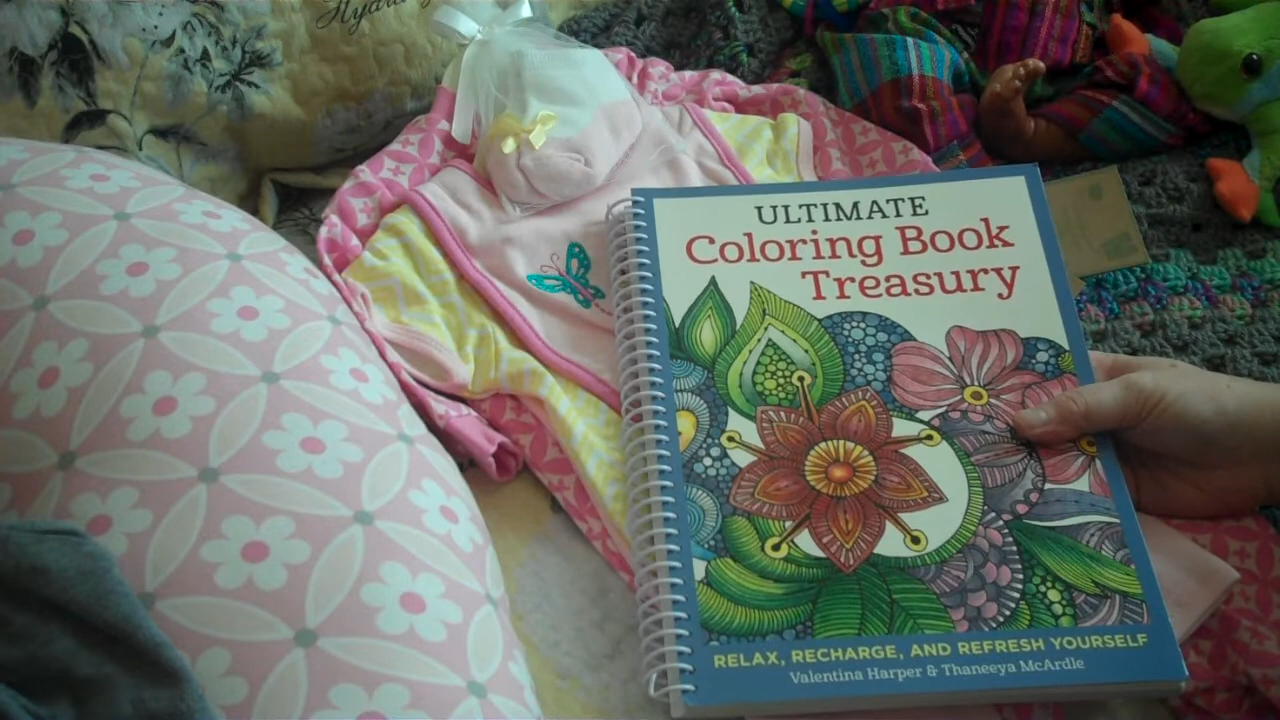 ULTIMATE
Coloring Book
Treasury
RELAX, RECHARGE, AND REFRESH YOURSELF
Valentina Harper & Thaneeya McArdle